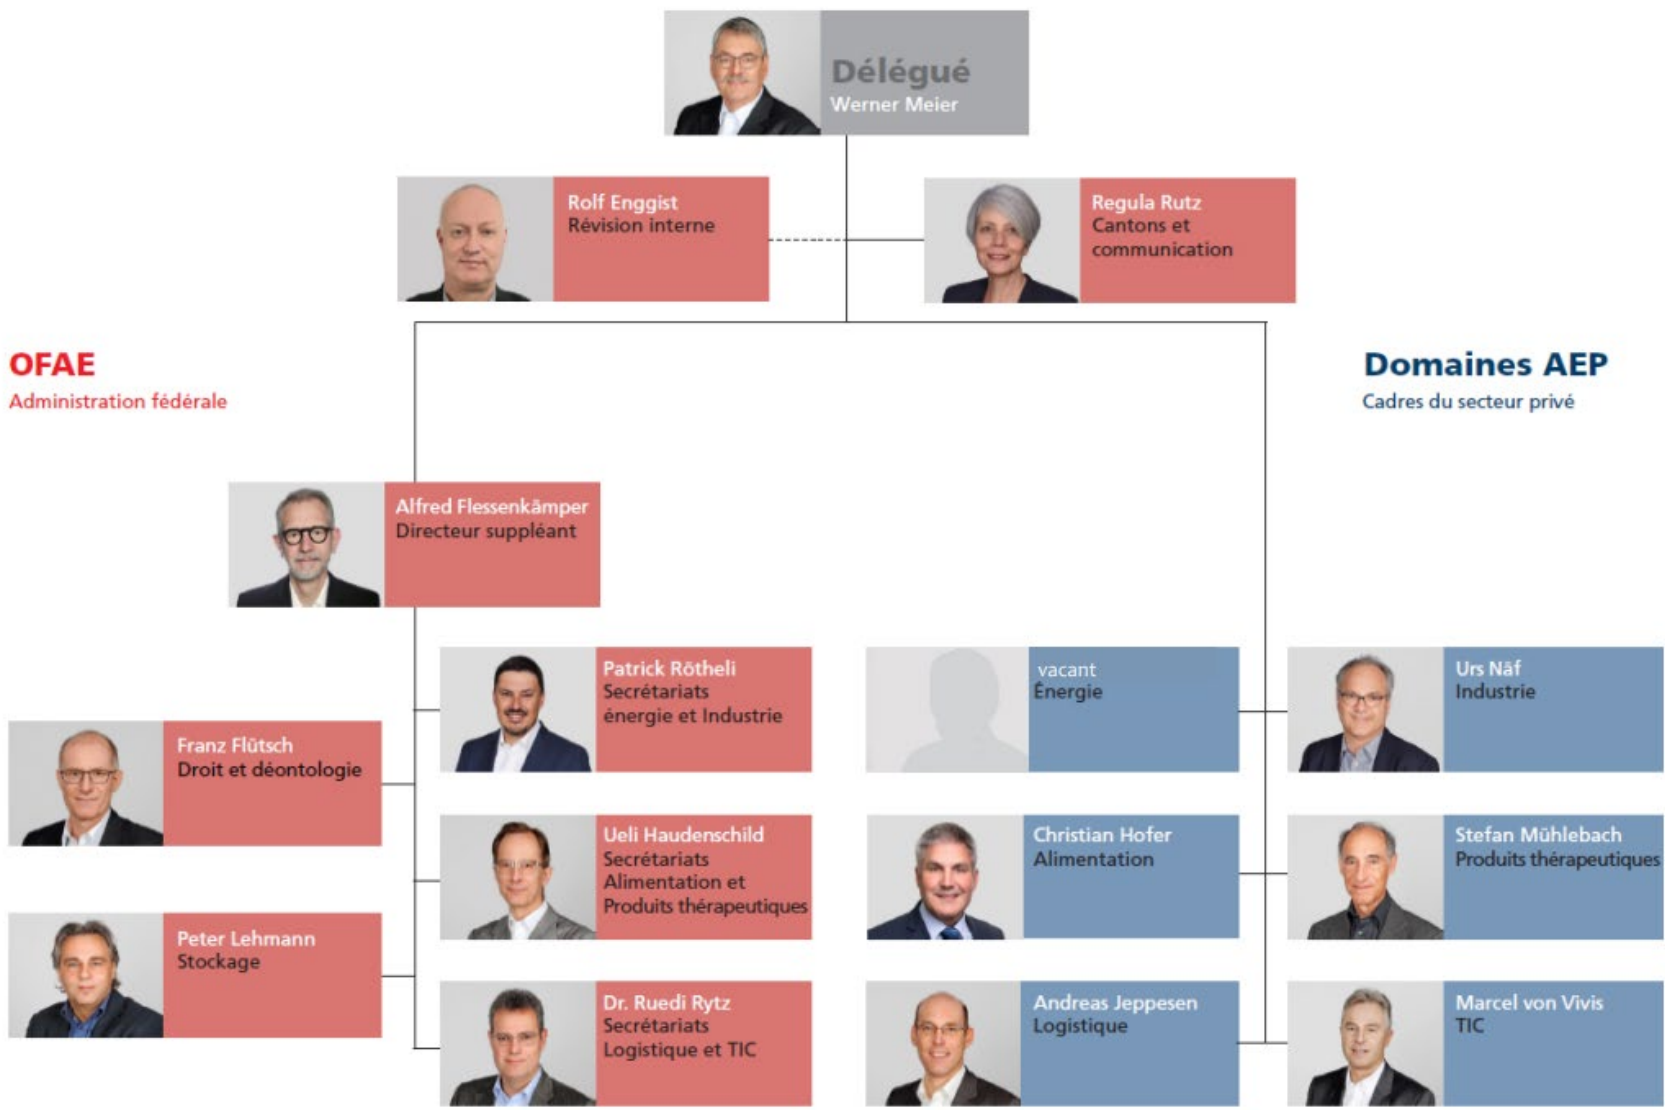 Délégué
Werner Meier
Rolf Enggist
Révision interne
Regula Rutz
Cantons et
communication
OFAE
Administration fédérale
Domaines AEP
Cadres du secteur privé
Alfred Flessenkämper
Directeur suppléant
Patrick Rötheli
Secrétariats
énergie et Industrie
vacant
Énergie
Urs Näf
Industrie
Franz Flütsch
Droit et déontologie
Ueli Haudenschild
Secrétariats
Alimentation et
Produits thérapeutiques
Christian Hofer
Alimentation
Stefan Mühlebach
Produits thérapeutiques
Peter Lehmann
Stockage
Dr. Ruedi Rytz
Secrétariats
Logistique et TIC
Andreas Jeppesen
Logistique
Marcel von Vivis
TIC